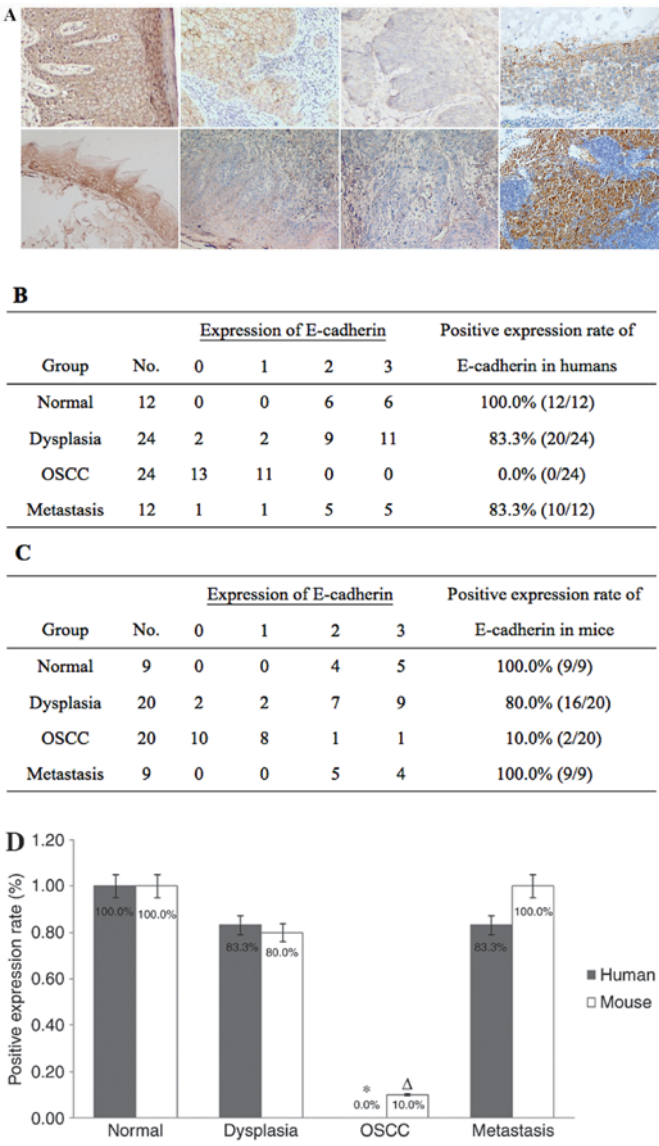 A
B
Expression of E-cadherin Positive expression rate of
Group No. 0 1 2 3 E-cadherin in humans
Normal 12 0 0 6 6 100.0% (12/12)
Dysplasia 24 2 2 9 11 83.3% (20/24)
OSCC 24 13 11 0 0 0.0% (0/24)
Metastasis 12 1 1 5 5 83.3% (10/12)
C
Expression of E-cadherin Positive expression rate of
Group No. 0 1 2 3 E-cadherin in mice
Normal 9 0 0 4 5 100.0% (9/9)
Dysplasia 20 2 2 7 9 80.0% (16/20)
OSCC 20 10 8 1 1 10.0% (2/20)
Metastasis 9 0 0 5 4 100.0% (9/9)
D
Positive expression rate (%)
1.20
1.00
0.80
0.60
0.40
0.20
0.00
100.0% 100.0%
83.3% 80.0%
* Δ
0.0% 10.0%
83.3% 100.0%
Human
Mouse
Normal Dysplasia OSCC Metastasis